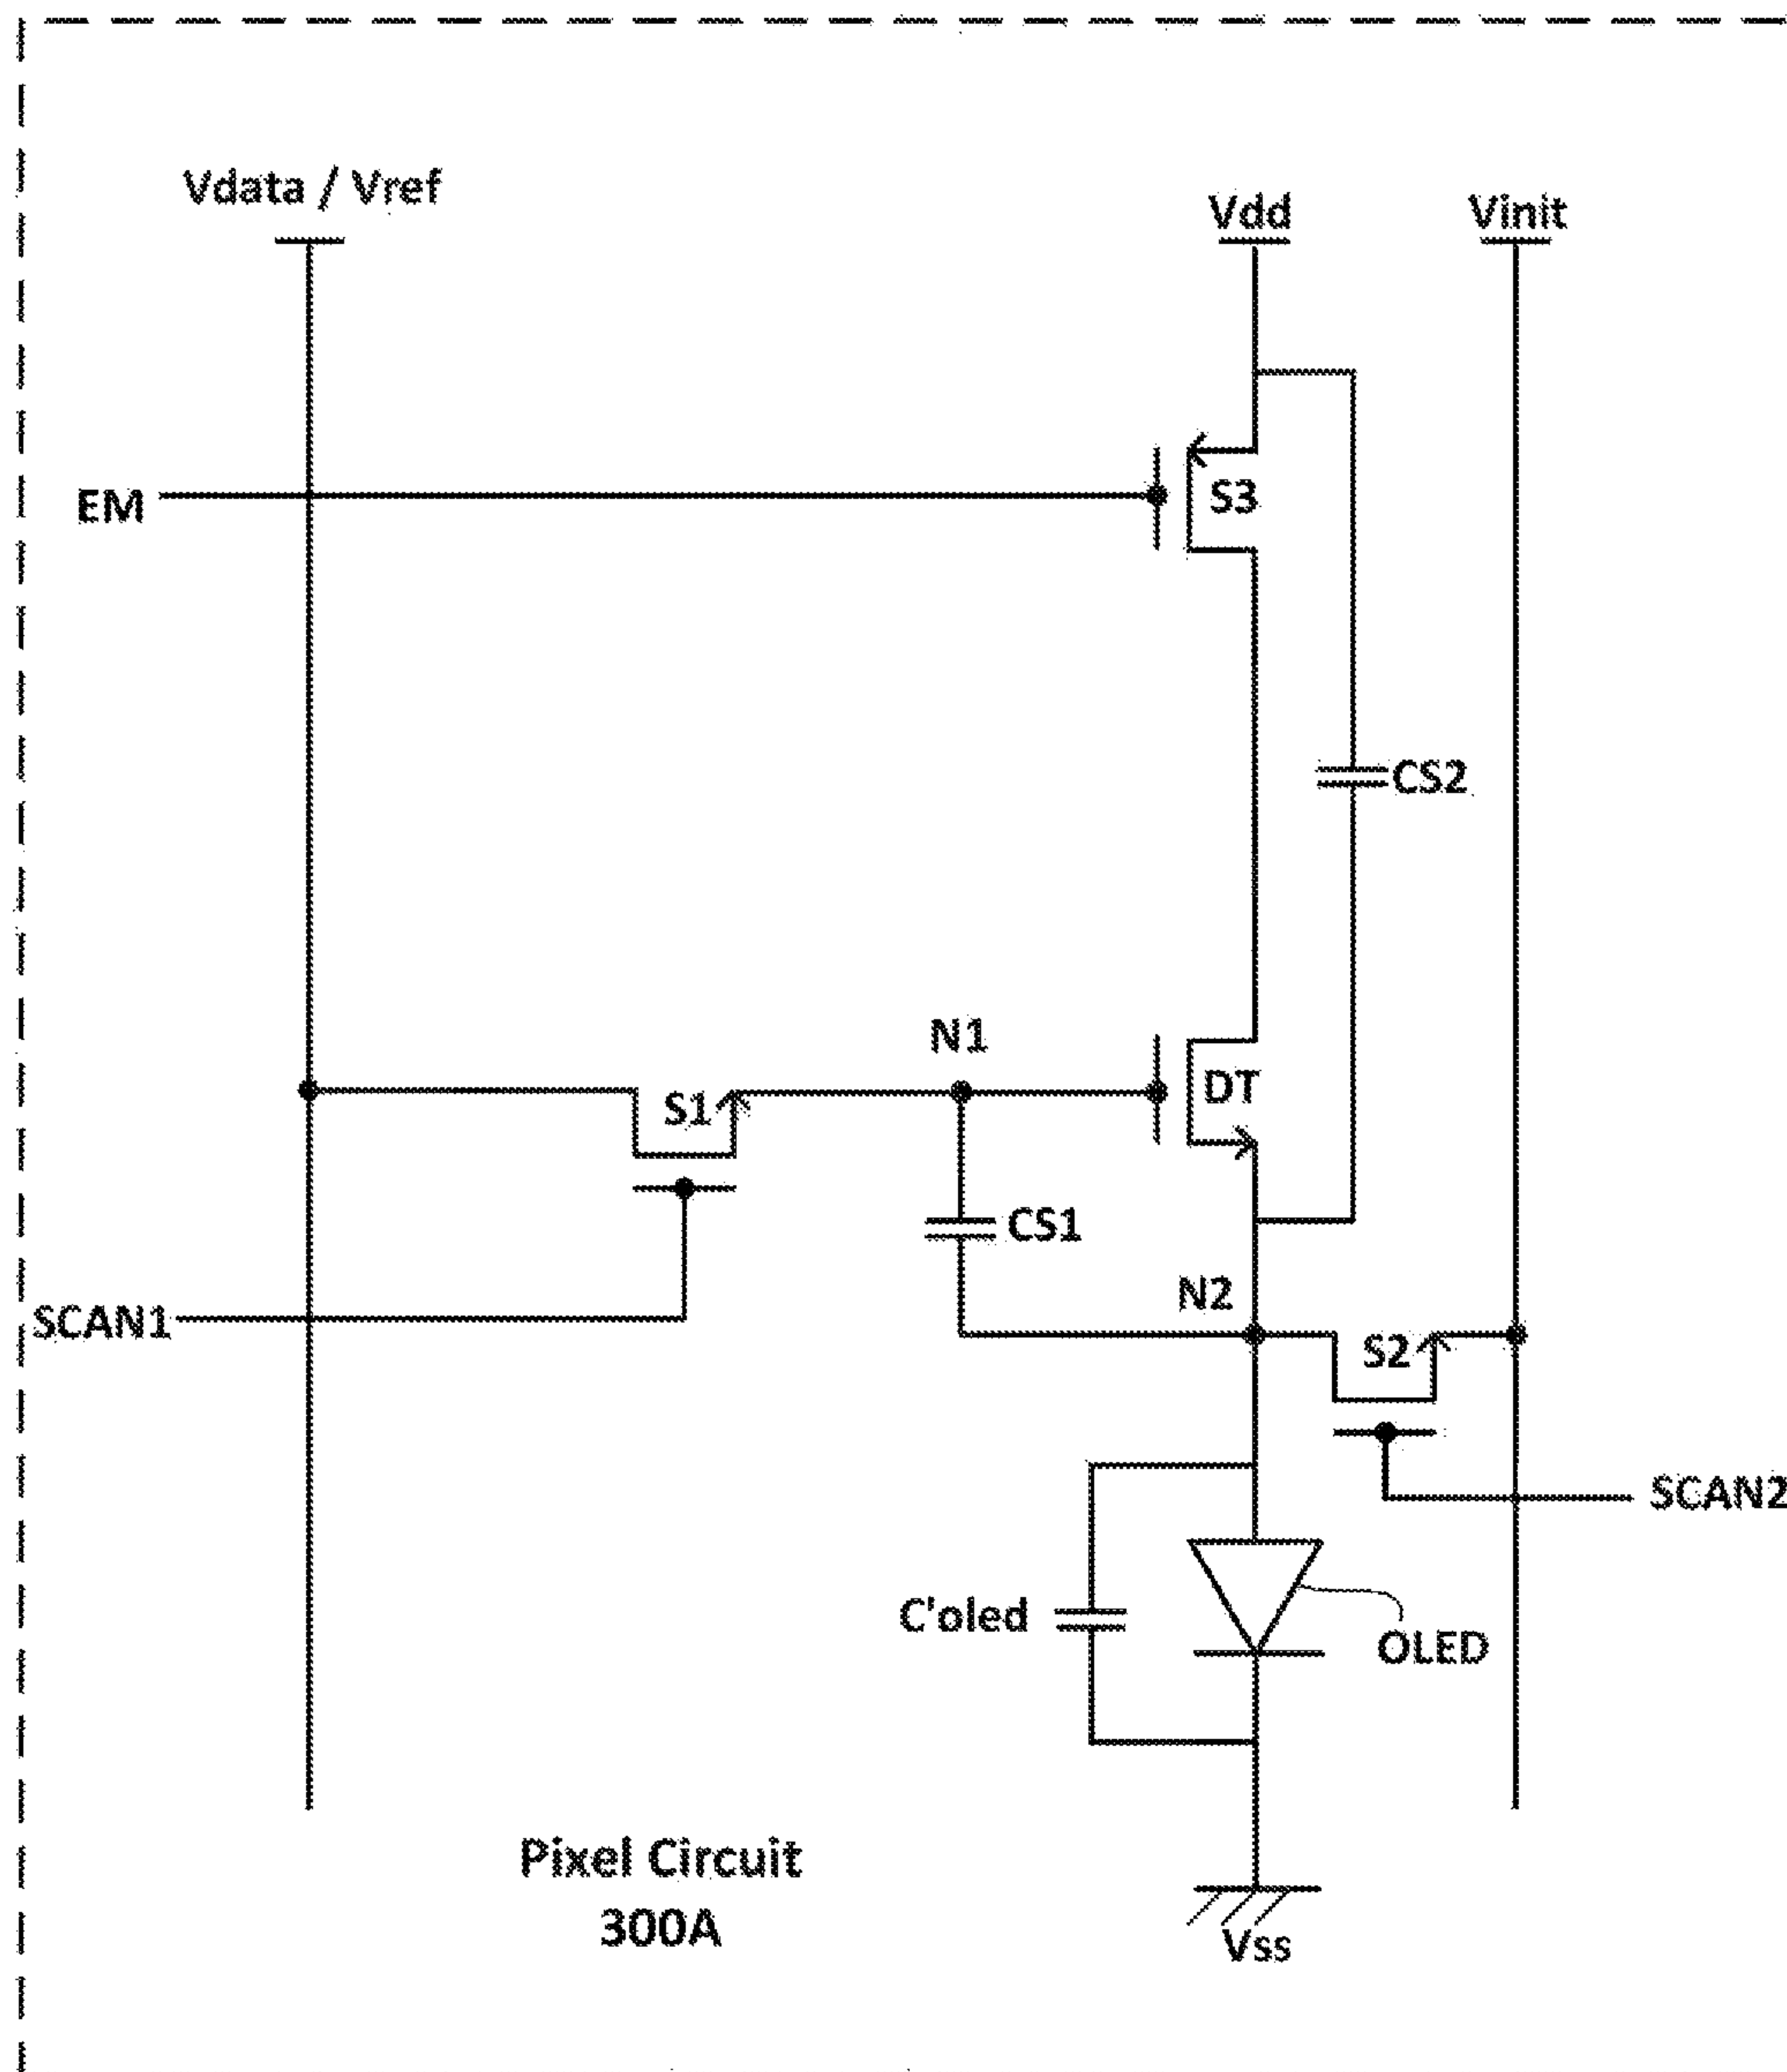 Vdata / Vref
Vdd
Vinit
EM
S3
CS2
N1
S1
DT
CS1
N2
SCAN1
S2
SCAN2
C'oled
OLED
Pixel Circuit
300A
Vss